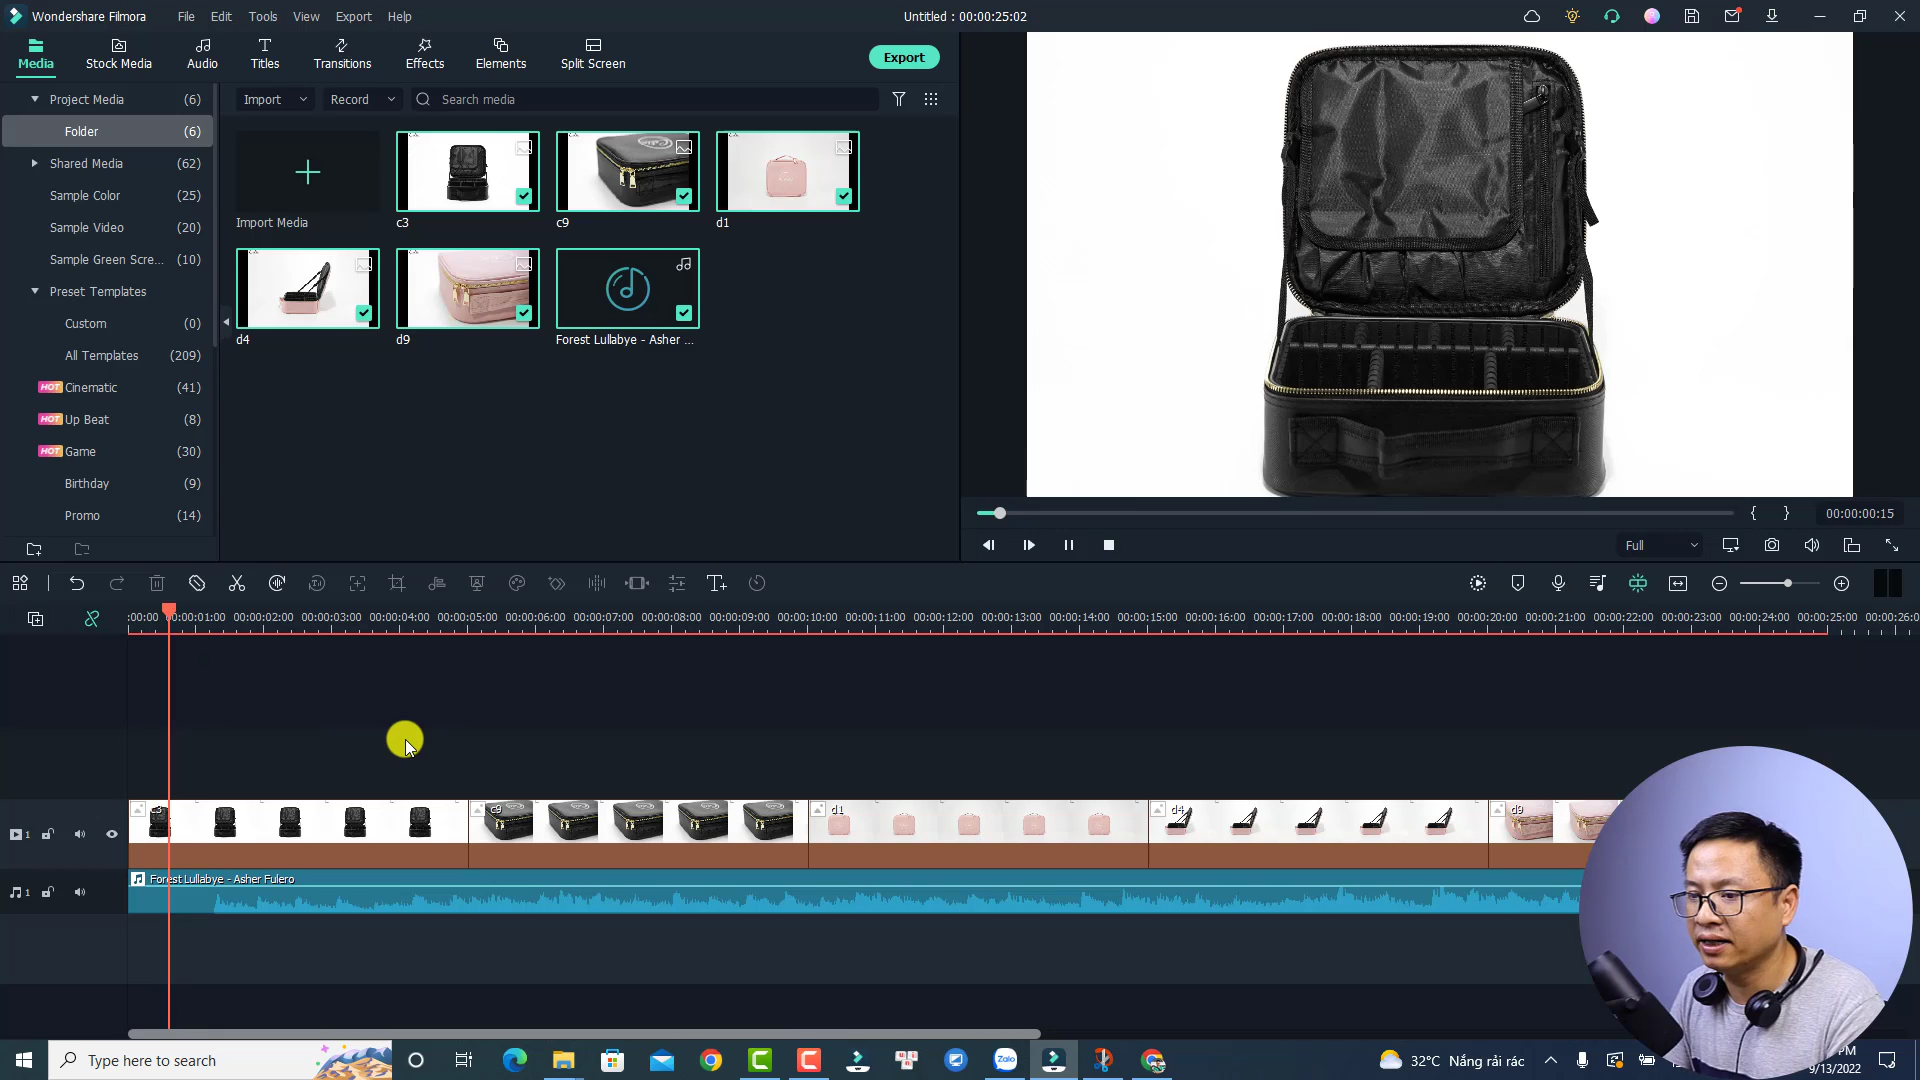 Wondershare Filmora File Edit Tools View Export Help Untitled : 00:00:25:02
Media Stock Media Audio Titles Transitions Effects Elements Split Screen Export
Project Media (6)
Folder (6)
Shared Media (62)
Sample Color (25)
Sample Video (20)
Sample Green Scre... (10)
Preset Templates
Custom (0)
All Templates (209)
HOT Cinematic (41)
HOT Up Beat (8)
HOT Game (30)
Birthday (9)
Promo (14)
Import Record Search media
Import Media c3 c9 d1
d4 d9 Forest Lullabye - Asher ...
{ } 00:00:00:15
Full
:00:00 00:00:01:00 00:00:02:00 00:00:03:00 00:00:04:00 00:00:05:00 00:00:06:00 00:00:07:00 00:00:08:00 00:00:09:00 00:00:10:00 00:00:11:00 00:00:12:00 00:00:13:00 00:00:14:00 00:00:15:00 00:00:16:00 00:00:17:00 00:00:18:00 00:00:19:00 00:00:20:00 00:00:21:00 00:00:22:00 00:00:23:00 00:00:24:00 00:00:25:00 00:00:26:0
c3 c9 d1 d4 d9
1
Forest Lullabye - Asher Fulero
1
Type here to search
Zalo
32°C Nắng rải rác
PM
9/13/2022